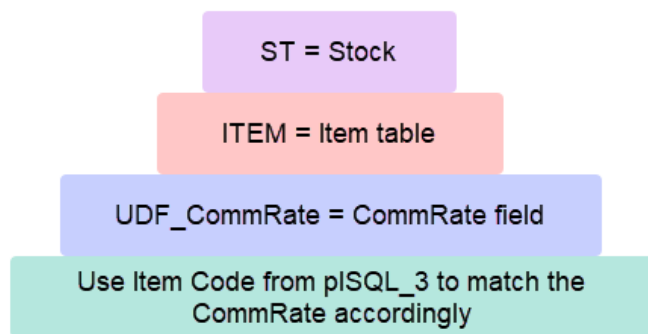 ST = Stock
ITEM = Item table
UDF_CommRate = CommRate field
Use Item Code from plSQL_3 to match the
CommRate accordingly